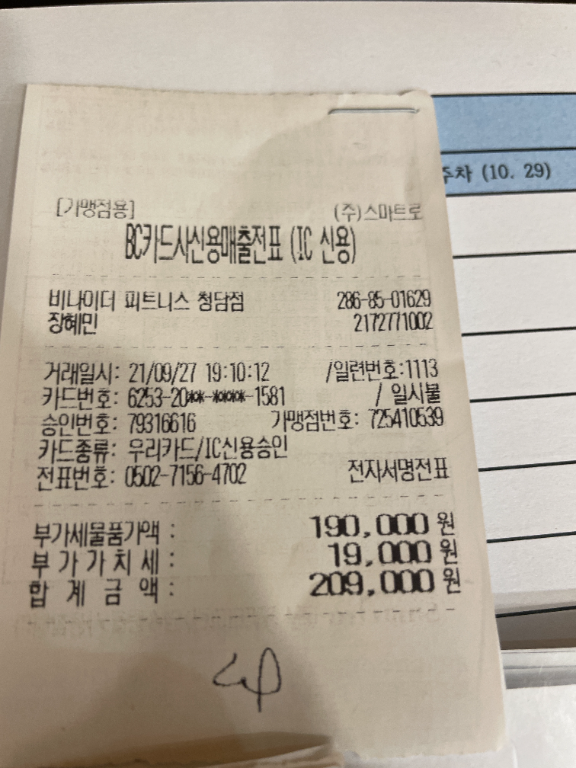 주차 (10. 29)
[가맹점용] (주)스마트로
BC카드사신용매출전표 (IC 신용)
비나이더 피트니스 청담점 286-85-01629
장혜민 2172771002
거래일시: 21/09/27 19:10:12 /일련번호:1113
카드번호: 6253-20**-****-1581 / 일시불
승인번호: 79316616 가맹점번호: 725410539
카드종류: 우리카드/IC신용승인
전표번호: 0502-7156-4702 전자서명전표
부가세물품가액 : 190,000 원
부 가 가 치 세 : 19,000 원
합 계 금 액 : 209,000 원